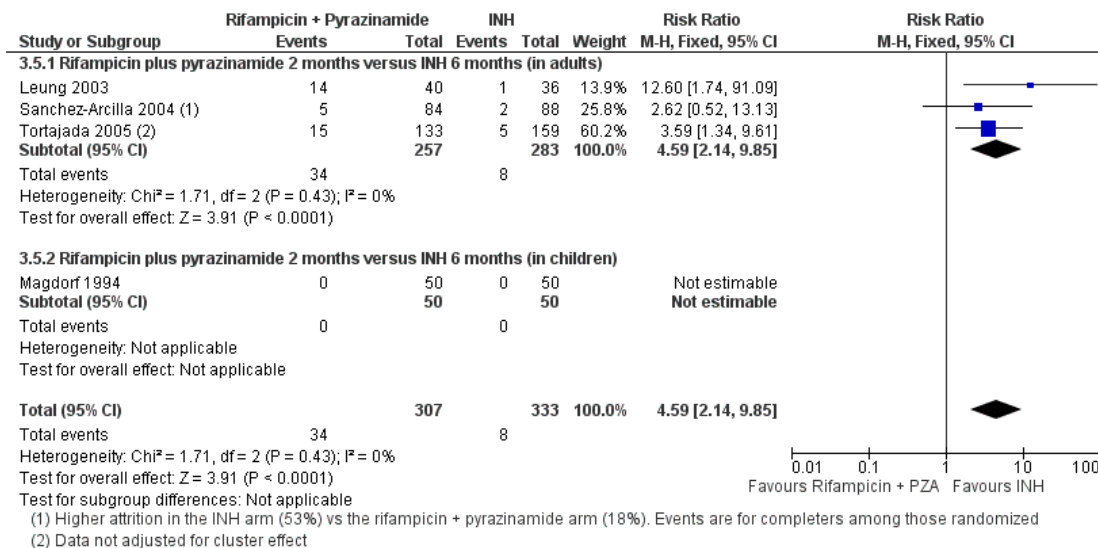 Rifampicin + Pyrazinamide INH Risk Ratio Risk Ratio
Study or Subgroup Events Total Events Total Weight M-H, Fixed, 95% CI M-H, Fixed, 95% CI
3.5.1 Rifampicin plus pyrazinamide 2 months versus INH 6 months (in adults)
Leung 2003 14 40 1 36 13.9% 12.60 [1.74, 91.09]
Sanchez-Arcilla 2004 (1) 5 84 2 88 25.8% 2.62 [0.52, 13.13]
Tortajada 2005 (2) 15 133 5 159 60.2% 3.59 [1.34, 9.61]
Subtotal (95% CI) 257 283 100.0% 4.59 [2.14, 9.85]
Total events 34 8
Heterogeneity: Chi² = 1.71, df = 2 (P = 0.43); I² = 0%
Test for overall effect: Z = 3.91 (P < 0.0001)
3.5.2 Rifampicin plus pyrazinamide 2 months versus INH 6 months (in children)
Magdorf 1994 0 50 0 50 Not estimable
Subtotal (95% CI) 50 50 Not estimable
Total events 0 0
Heterogeneity: Not applicable
Test for overall effect: Not applicable
Total (95% CI) 307 333 100.0% 4.59 [2.14, 9.85]
Total events 34 8
Heterogeneity: Chi² = 1.71, df = 2 (P = 0.43); I² = 0%
Test for overall effect: Z = 3.91 (P < 0.0001)
Test for subgroup differences: Not applicable
0.01 0.1 1 10 100
Favours Rifampicin + PZA Favours INH
(1) Higher attrition in the INH arm (53%) vs the rifampicin + pyrazinamide arm (18%). Events are for completers among those randomized
(2) Data not adjusted for cluster effect